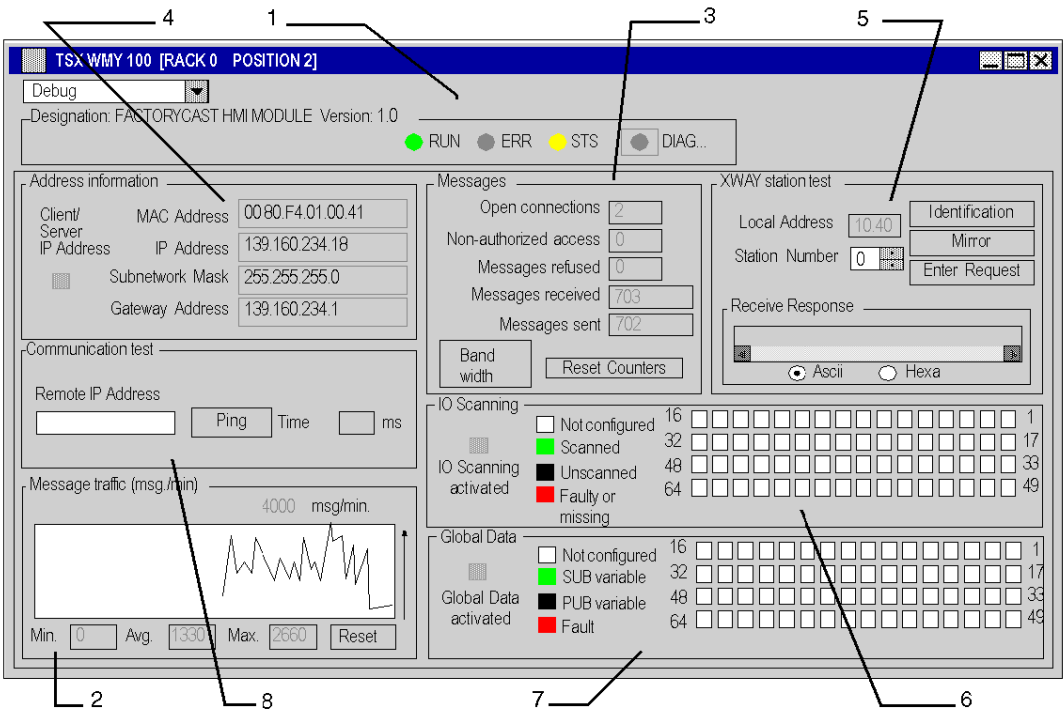 4
1
3
5
TSX WMY 100 [RACK 0 POSITION 2]
Debug
Designation: FACTORYCAST HMI MODULE Version: 1.0
RUN ERR STS DIAG...
Address information
Client/
Server
IP Address
MAC Address 00 80.F4.01.00.41
IP Address 139.160.234.18
Subnetwork Mask 255.255.255.0
Gateway Address 139.160.234.1
Messages
Open connections 2
Non-authorized access 0
Messages refused 0
Messages received 703
Messages sent 702
Band
width
Reset Counters
XWAY station test
Local Address 10.40
Station Number 0
Identification
Mirror
Enter Request
Receive Response
Ascii Hexa
Communication test
Remote IP Address
Ping Time ms
Message traffic (msg./min)
4000 msg/min.
Min. 0 Avg. 1330 Max. 2660 Reset
IO Scanning
IO Scanning
activated
Not configured
Scanned
Unscanned
Faulty or
missing
16 1
32 17
48 33
64 49
Global Data
Global Data
activated
Not configured
SUB variable
PUB variable
Fault
16 1
32 17
48 33
64 49
2
8
7
6